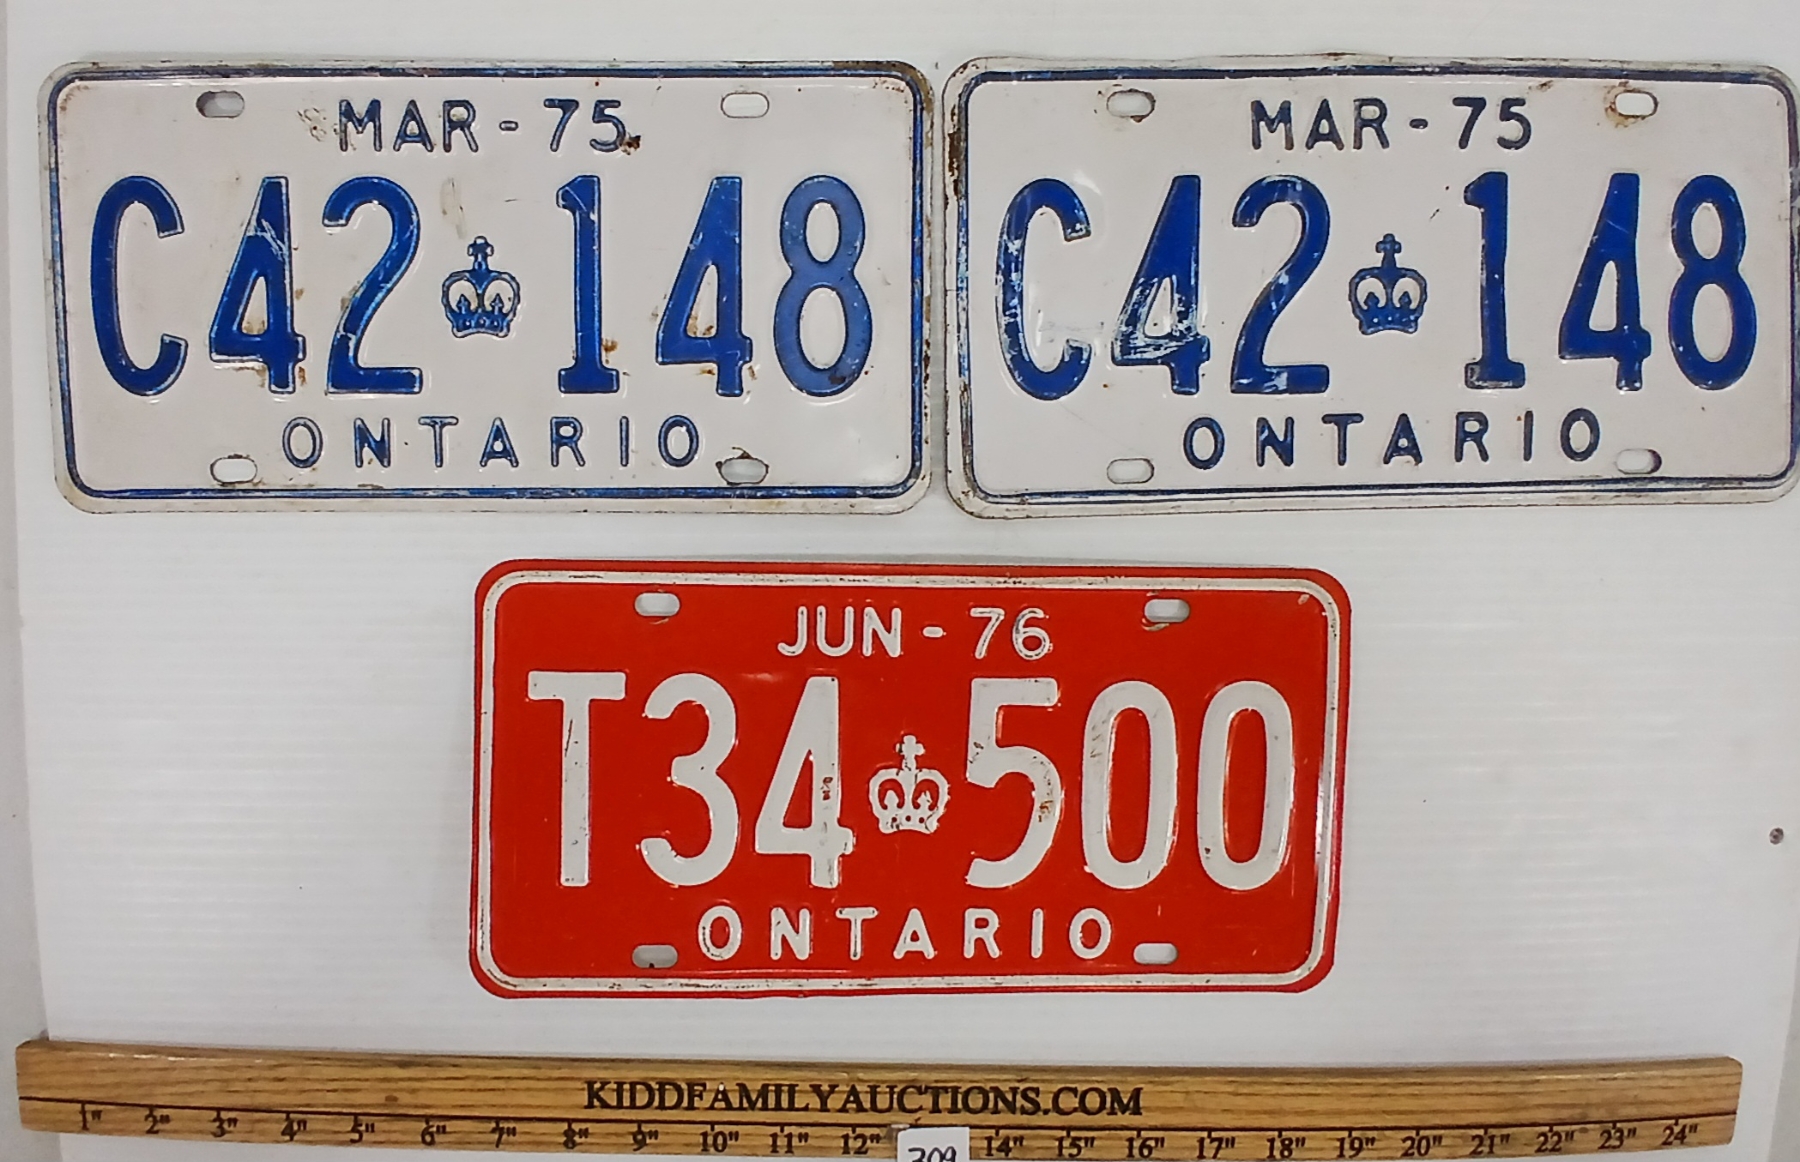 MAR - 75
C42 148
ONTARIO
MAR - 75
C42 148
ONTARIO
JUN - 76
T34 500
ONTARIO
KIDDFAMILYAUCTIONS.COM
1" 2" 3" 4" 5" 6" 7" 8" 9" 10" 11" 12" 14" 15" 16" 17" 18" 19" 20" 21" 22" 23" 24"
309